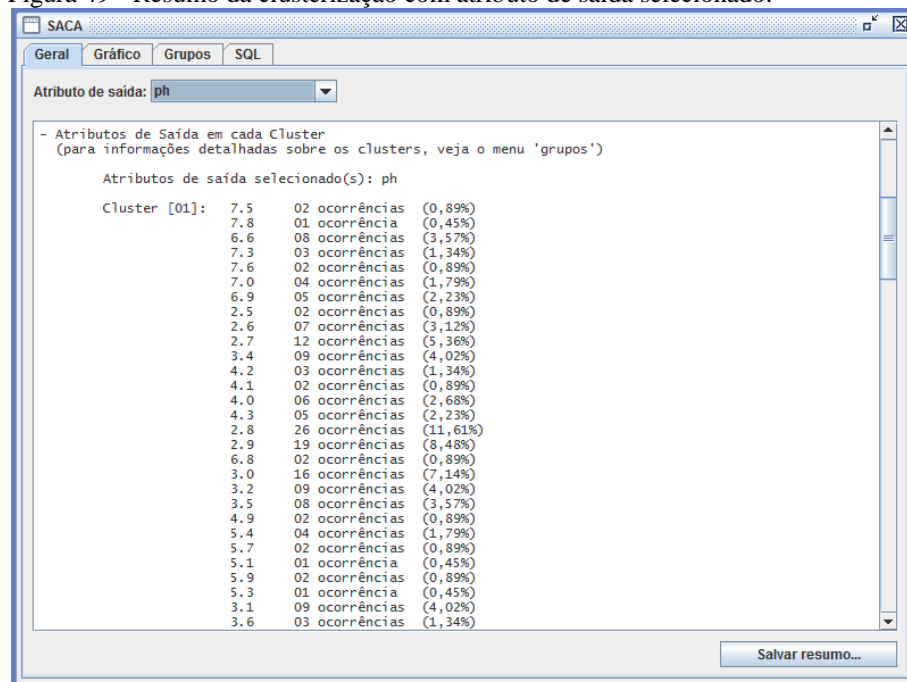 Figura 49 - Resumo da clusterização com atributo de saída selecionado.
SACA
Geral Gráfico Grupos SQL
Atributo de saída: ph
- Atributos de Saída em cada Cluster
(para informações detalhadas sobre os clusters, veja o menu 'grupos')
Atributos de saída selecionado(s): ph
Cluster [01]: 7.5 02 ocorrências (0,89%)
7.8 01 ocorrência (0,45%)
6.6 08 ocorrências (3,57%)
7.3 03 ocorrências (1,34%)
7.6 02 ocorrências (0,89%)
7.0 04 ocorrências (1,79%)
6.9 05 ocorrências (2,23%)
2.5 02 ocorrências (0,89%)
2.6 07 ocorrências (3,12%)
2.7 12 ocorrências (5,36%)
3.4 09 ocorrências (4,02%)
4.2 03 ocorrências (1,34%)
4.1 02 ocorrências (0,89%)
4.0 06 ocorrências (2,68%)
4.3 05 ocorrências (2,23%)
2.8 26 ocorrências (11,61%)
2.9 19 ocorrências (8,48%)
6.8 02 ocorrências (0,89%)
3.0 16 ocorrências (7,14%)
3.2 09 ocorrências (4,02%)
3.5 08 ocorrências (3,57%)
4.9 02 ocorrências (0,89%)
5.4 04 ocorrências (1,79%)
5.7 02 ocorrências (0,89%)
5.1 01 ocorrência (0,45%)
5.9 02 ocorrências (0,89%)
5.3 01 ocorrência (0,45%)
3.1 09 ocorrências (4,02%)
3.6 03 ocorrências (1,34%)
Salvar resumo...